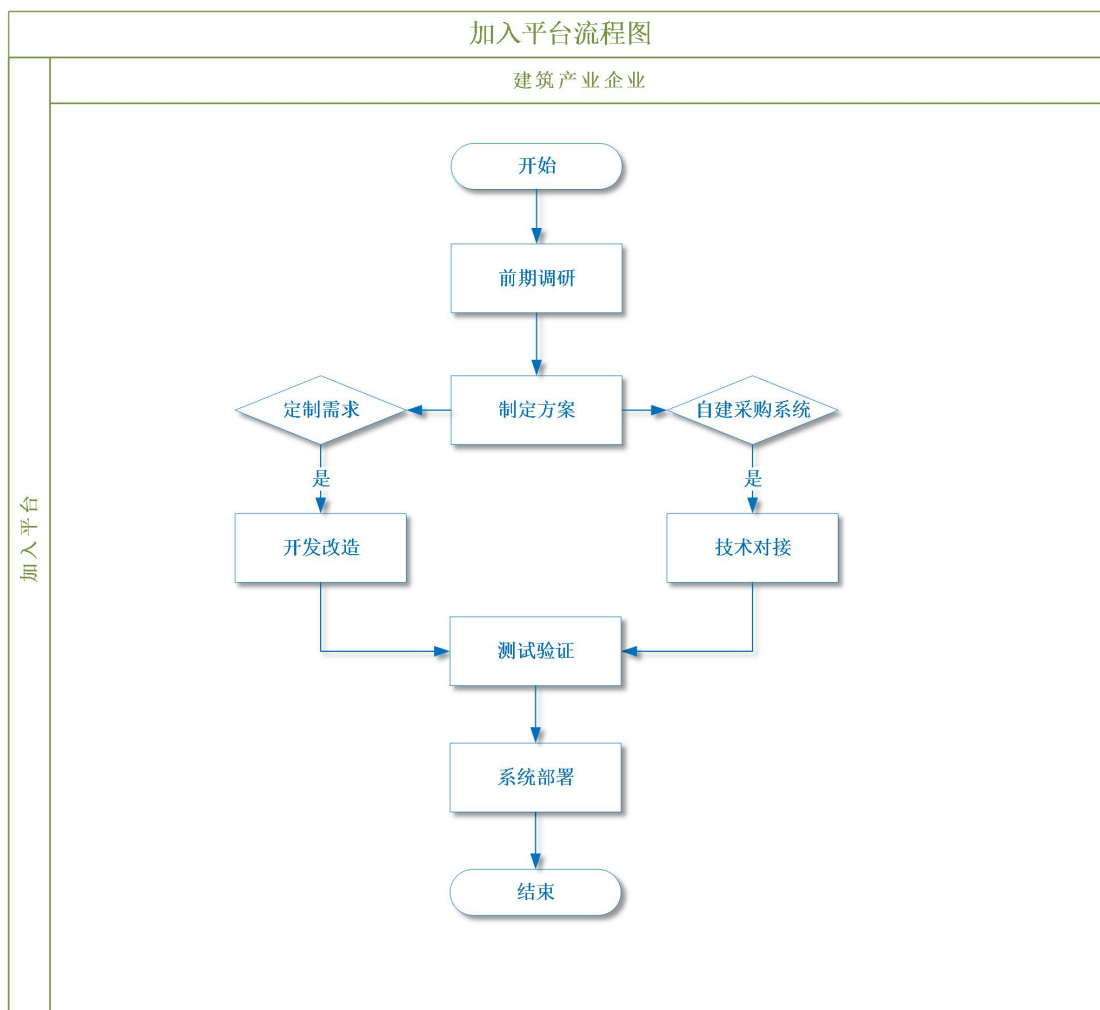 加入平台流程图
建筑产业企业
加入平台
开始
前期调研
定制需求
制定方案
自建采购系统
是
是
开发改造
技术对接
测试验证
系统部署
结束